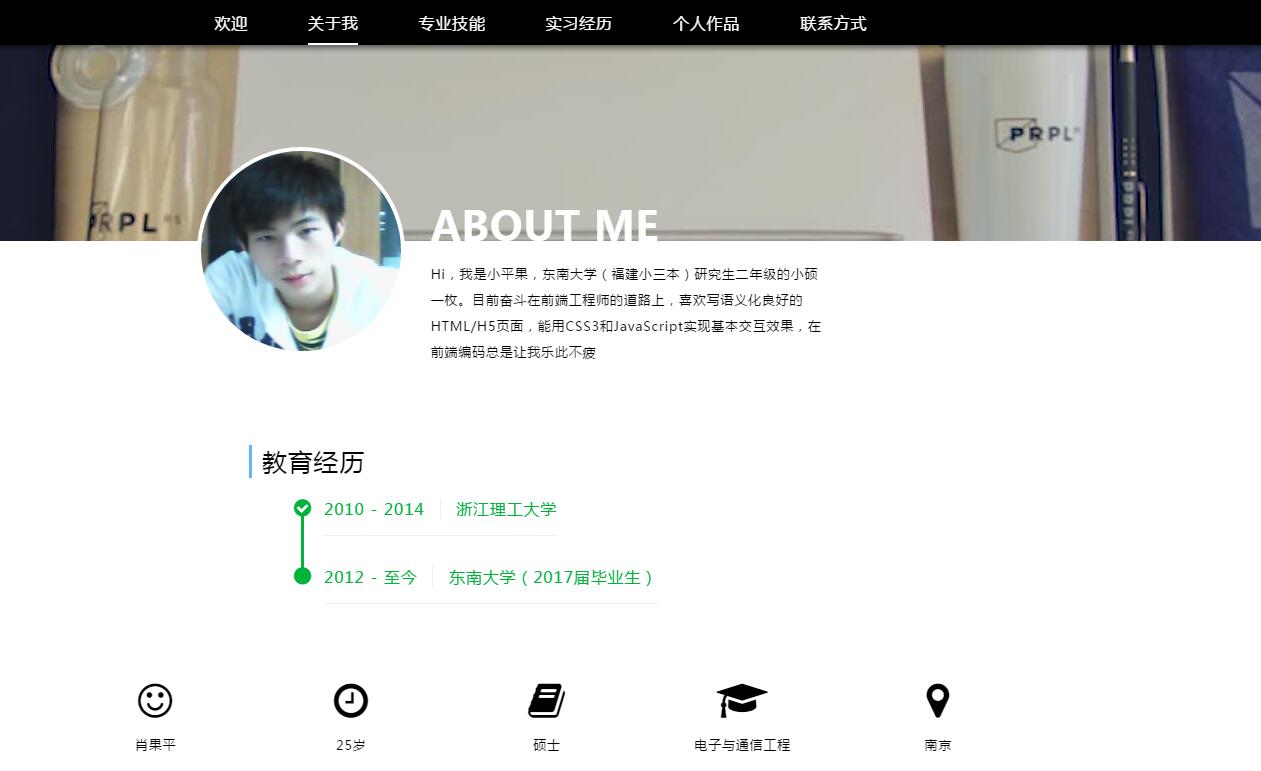 欢迎 关于我 专业技能 实习经历 个人作品 联系方式
PRPL
PRPL
ABOUT ME
Hi，我是小平果，东南大学（福建小三本）研究生二年级的小硕
一枚。目前奋斗在前端工程师的道路上，喜欢写语义化良好的
HTML/H5页面，能用CSS3和JavaScript实现基本交互效果，在
前端编码总是让我乐此不疲
教育经历
2010 - 2014 浙江理工大学
2012 - 至今 东南大学（2017届毕业生）
肖果平 25岁 硕士 电子与通信工程 南京